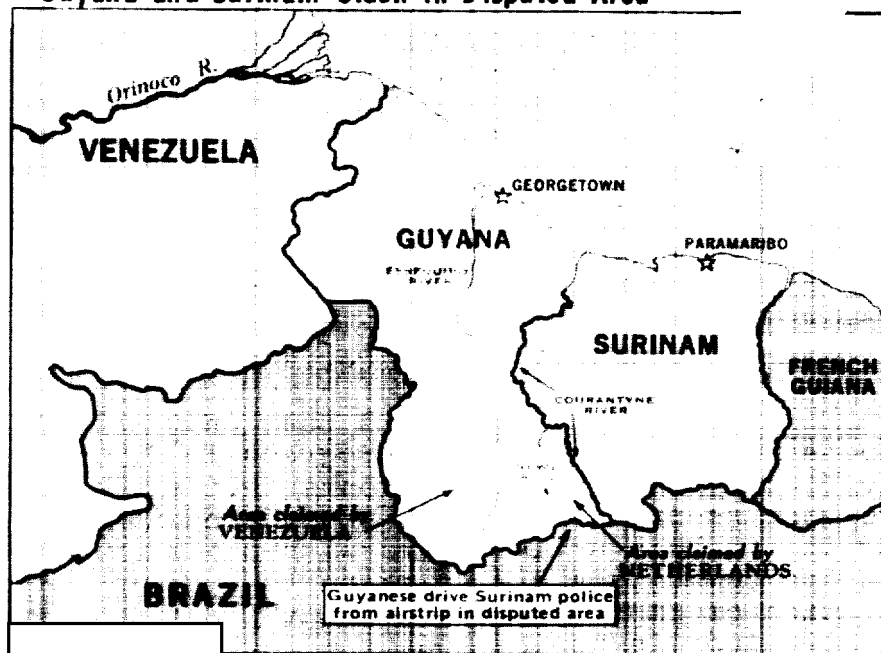 Guyana and Surinam Clash in Disputed Area
Orinoco R.
VENEZUELA
GEORGETOWN
GUYANA
PARAMARIBO
RIVER
SURINAM
FRENCH
GUIANA
COURANTYNE
RIVER
Area claimed by
VENEZUELA
Area claimed by
NETHERLANDS
BRAZIL
Guyanese drive Surinam police
from airstrip in disputed area